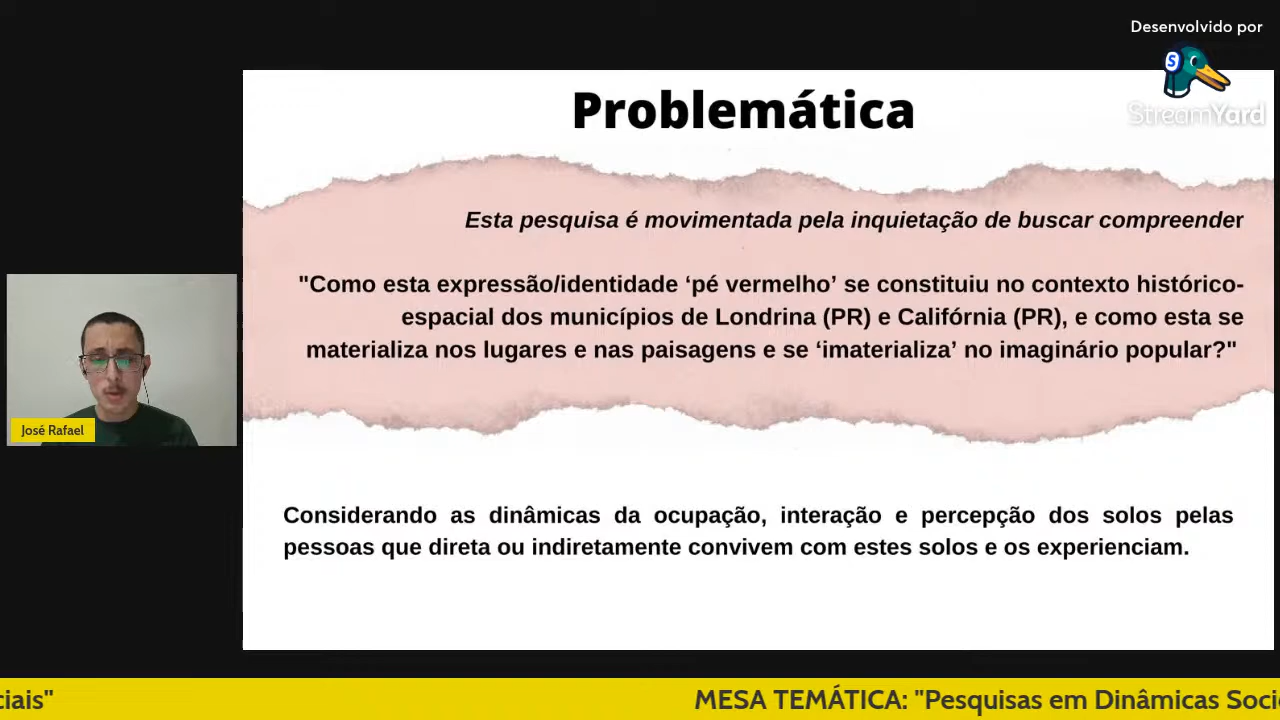 Desenvolvido por
S
StreamYard
Problemática
Esta pesquisa é movimentada pela inquietação de buscar compreender
"Como esta expressão/identidade ‘pé vermelho’ se constituiu no contexto histórico-
espacial dos municípios de Londrina (PR) e Califórnia (PR), e como esta se
materializa nos lugares e nas paisagens e se ‘imaterializa’ no imaginário popular?"
José Rafael
Considerando as dinâmicas da ocupação, interação e percepção dos solos pelas
pessoas que direta ou indiretamente convivem com estes solos e os experienciam.
ciais" MESA TEMÁTICA: "Pesquisas em Dinâmicas Soci